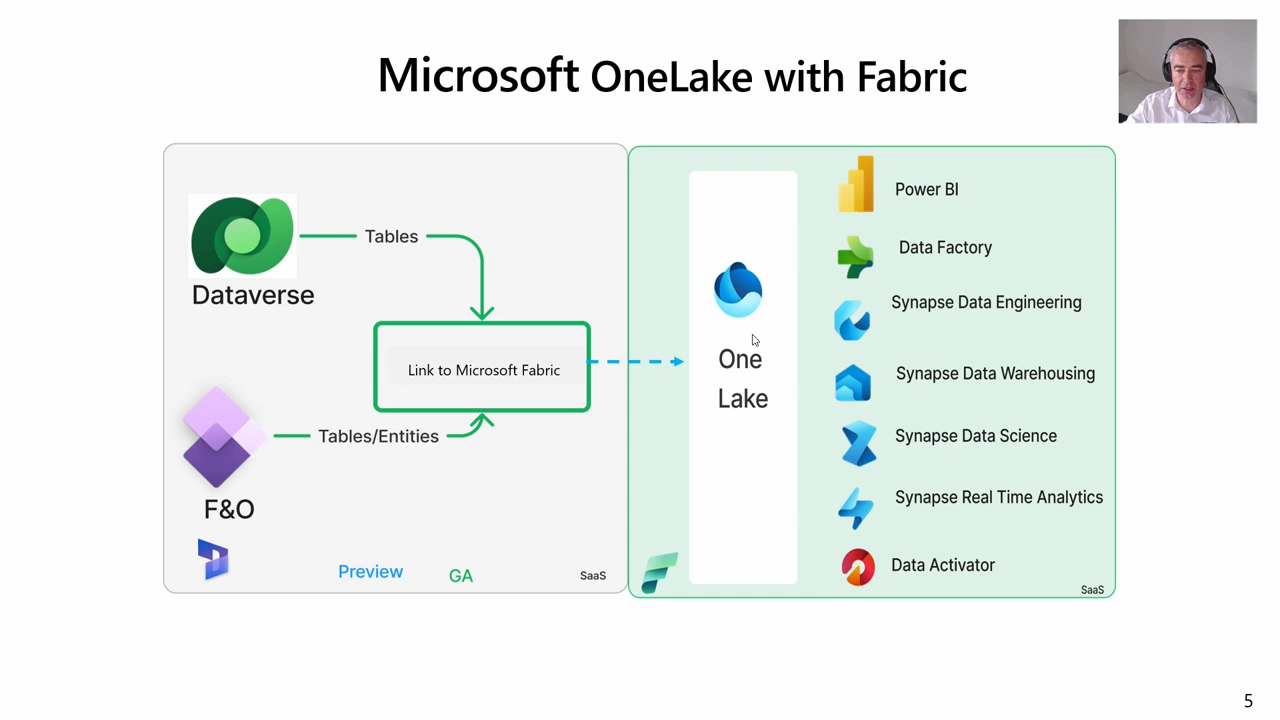 Microsoft OneLake with Fabric
Tables
Dataverse
Link to Microsoft Fabric
Tables/Entities
F&O
Preview
GA
SaaS
One
Lake
Power BI
Data Factory
Synapse Data Engineering
Synapse Data Warehousing
Synapse Data Science
Synapse Real Time Analytics
Data Activator
SaaS
5